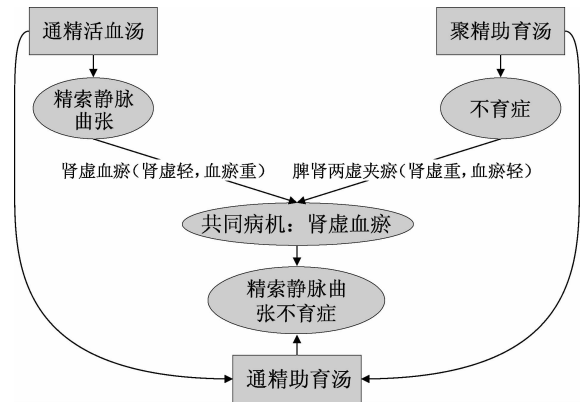 通精活血汤
聚精助育汤
精索静脉
曲张
不育症
肾虚血瘀(肾虚轻,血瘀重)
脾肾两虚夹瘀(肾虚重,血瘀轻)
共同病机：肾虚血瘀
精索静脉曲
张不育症
通精助育汤